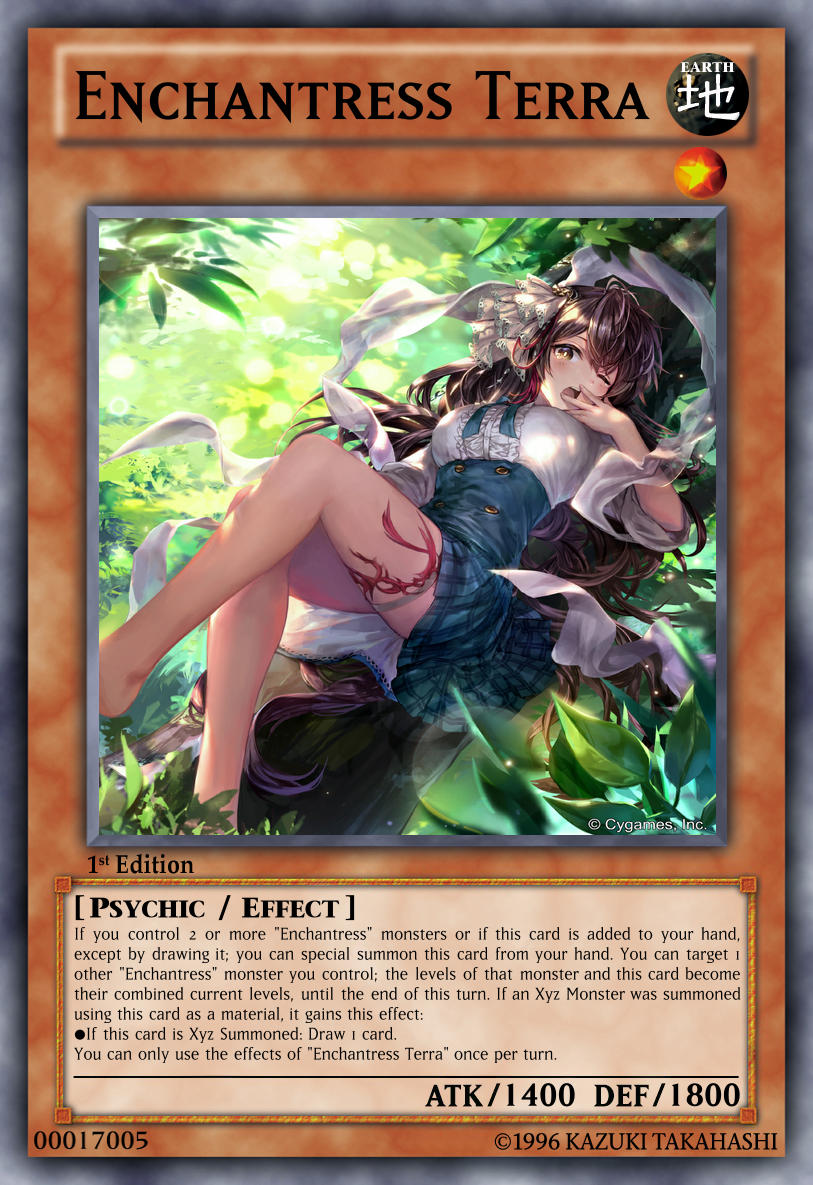 Enchantress Terra
EARTH
地
© Cygames, Inc.
1st Edition
[ Psychic / Effect ]
If you control 2 or more "Enchantress" monsters or if this card is added to your hand,
except by drawing it; you can special summon this card from your hand. You can target 1
other "Enchantress" monster you control; the levels of that monster and this card become
their combined current levels, until the end of this turn. If an Xyz Monster was summoned
using this card as a material, it gains this effect:
●If this card is Xyz Summoned: Draw 1 card.
You can only use the effects of "Enchantress Terra" once per turn.
ATK/1400 DEF/1800
00017005
©1996 KAZUKI TAKAHASHI